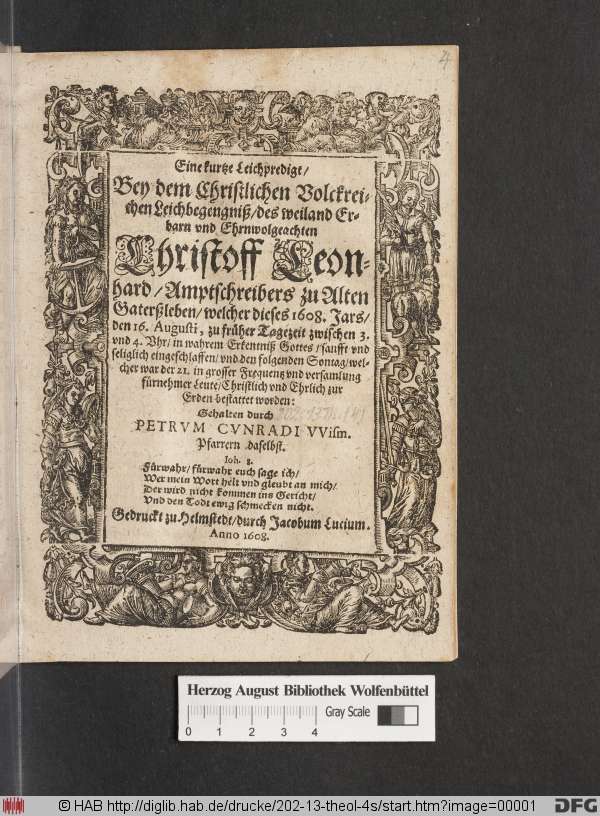 4
Eine kurtze Leichpredigt/
Bey dem Christlichen Volckrei-
chen Leichbegengniß/des weiland Er-
barn vnd Ehrnwolgeachten
Christoff Leon-
hard/Amptschreibers zu Alten
Gaterßleben/welcher dieses 1608. Jars/
den 16. Augusti, zu früher Tagezeit zwischen 3.
vnd 4. Vhr/in wahrem Erkentniß Gottes/sanfft vnd
seliglich eingeschlaffen/vnd den folgenden Sontag/wel-
cher war der 21. in grosser Frequentz vnd versamlung
fürnehmer Leute/Christlich vnd Ehrlich zur
Erden bestattet worden:
Gehalten durch
PETRVM CVNRADI VVism.
Pfarrern daselbst.
Ioh. 8.
Fürwahr/fürwahr euch sage ich/
Wer mein Wort helt vnd gleubt an mich/
Der wird nicht kommen ins Gericht/
Vnd den Todt ewig schmecken nicht.
Gedruckt zu Helmstedt/durch Jacobum Lucium.
Anno 1608.
Herzog August Bibliothek Wolfenbüttel
Gray Scale
0 1 2 3 4
© HAB http://diglib.hab.de/drucke/202-13-theol-4s/start.htm?image=00001
DFG